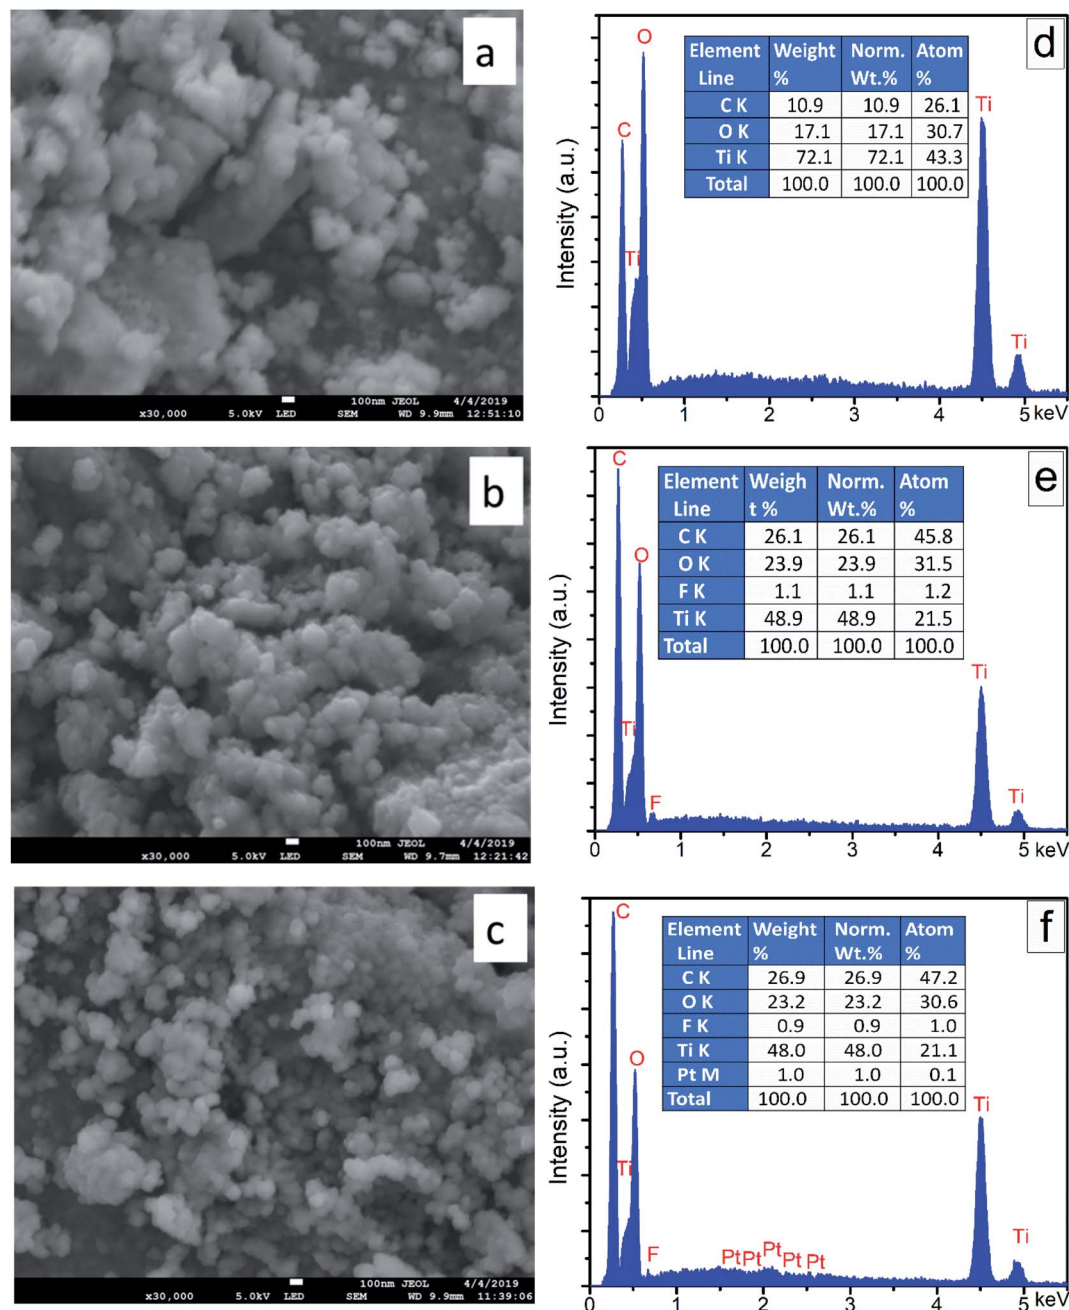 a
100nm JEOL 4/4/2019
x30,000 5.0kV LED SEM WD 9.9mm 12:51:10
d
O
C
Ti
Ti
Ti
Element Line Weight % Norm. Wt.% Atom %
C K 10.9 10.9 26.1
O K 17.1 17.1 30.7
Ti K 72.1 72.1 43.3
Total 100.0 100.0 100.0
Intensity (a.u.)
0 1 2 3 4 5 keV
b
100nm JEOL 4/4/2019
x30,000 5.0kV LED SEM WD 9.7mm 12:21:42
e
C
O
Ti
F
Ti
Ti
Element Line Weigh t % Norm. Wt.% Atom %
C K 26.1 26.1 45.8
O K 23.9 23.9 31.5
F K 1.1 1.1 1.2
Ti K 48.9 48.9 21.5
Total 100.0 100.0 100.0
Intensity (a.u.)
0 1 2 3 4 5 keV
c
100nm JEOL 4/4/2019
x30,000 5.0kV LED SEM WD 9.9mm 11:39:06
f
C
O
Ti
F
Pt Pt Pt Pt Pt
Ti
Ti
Element Line Weight % Norm. Wt.% Atom %
C K 26.9 26.9 47.2
O K 23.2 23.2 30.6
F K 0.9 0.9 1.0
Ti K 48.0 48.0 21.1
Pt M 1.0 1.0 0.1
Total 100.0 100.0 100.0
Intensity (a.u.)
0 1 2 3 4 5 keV